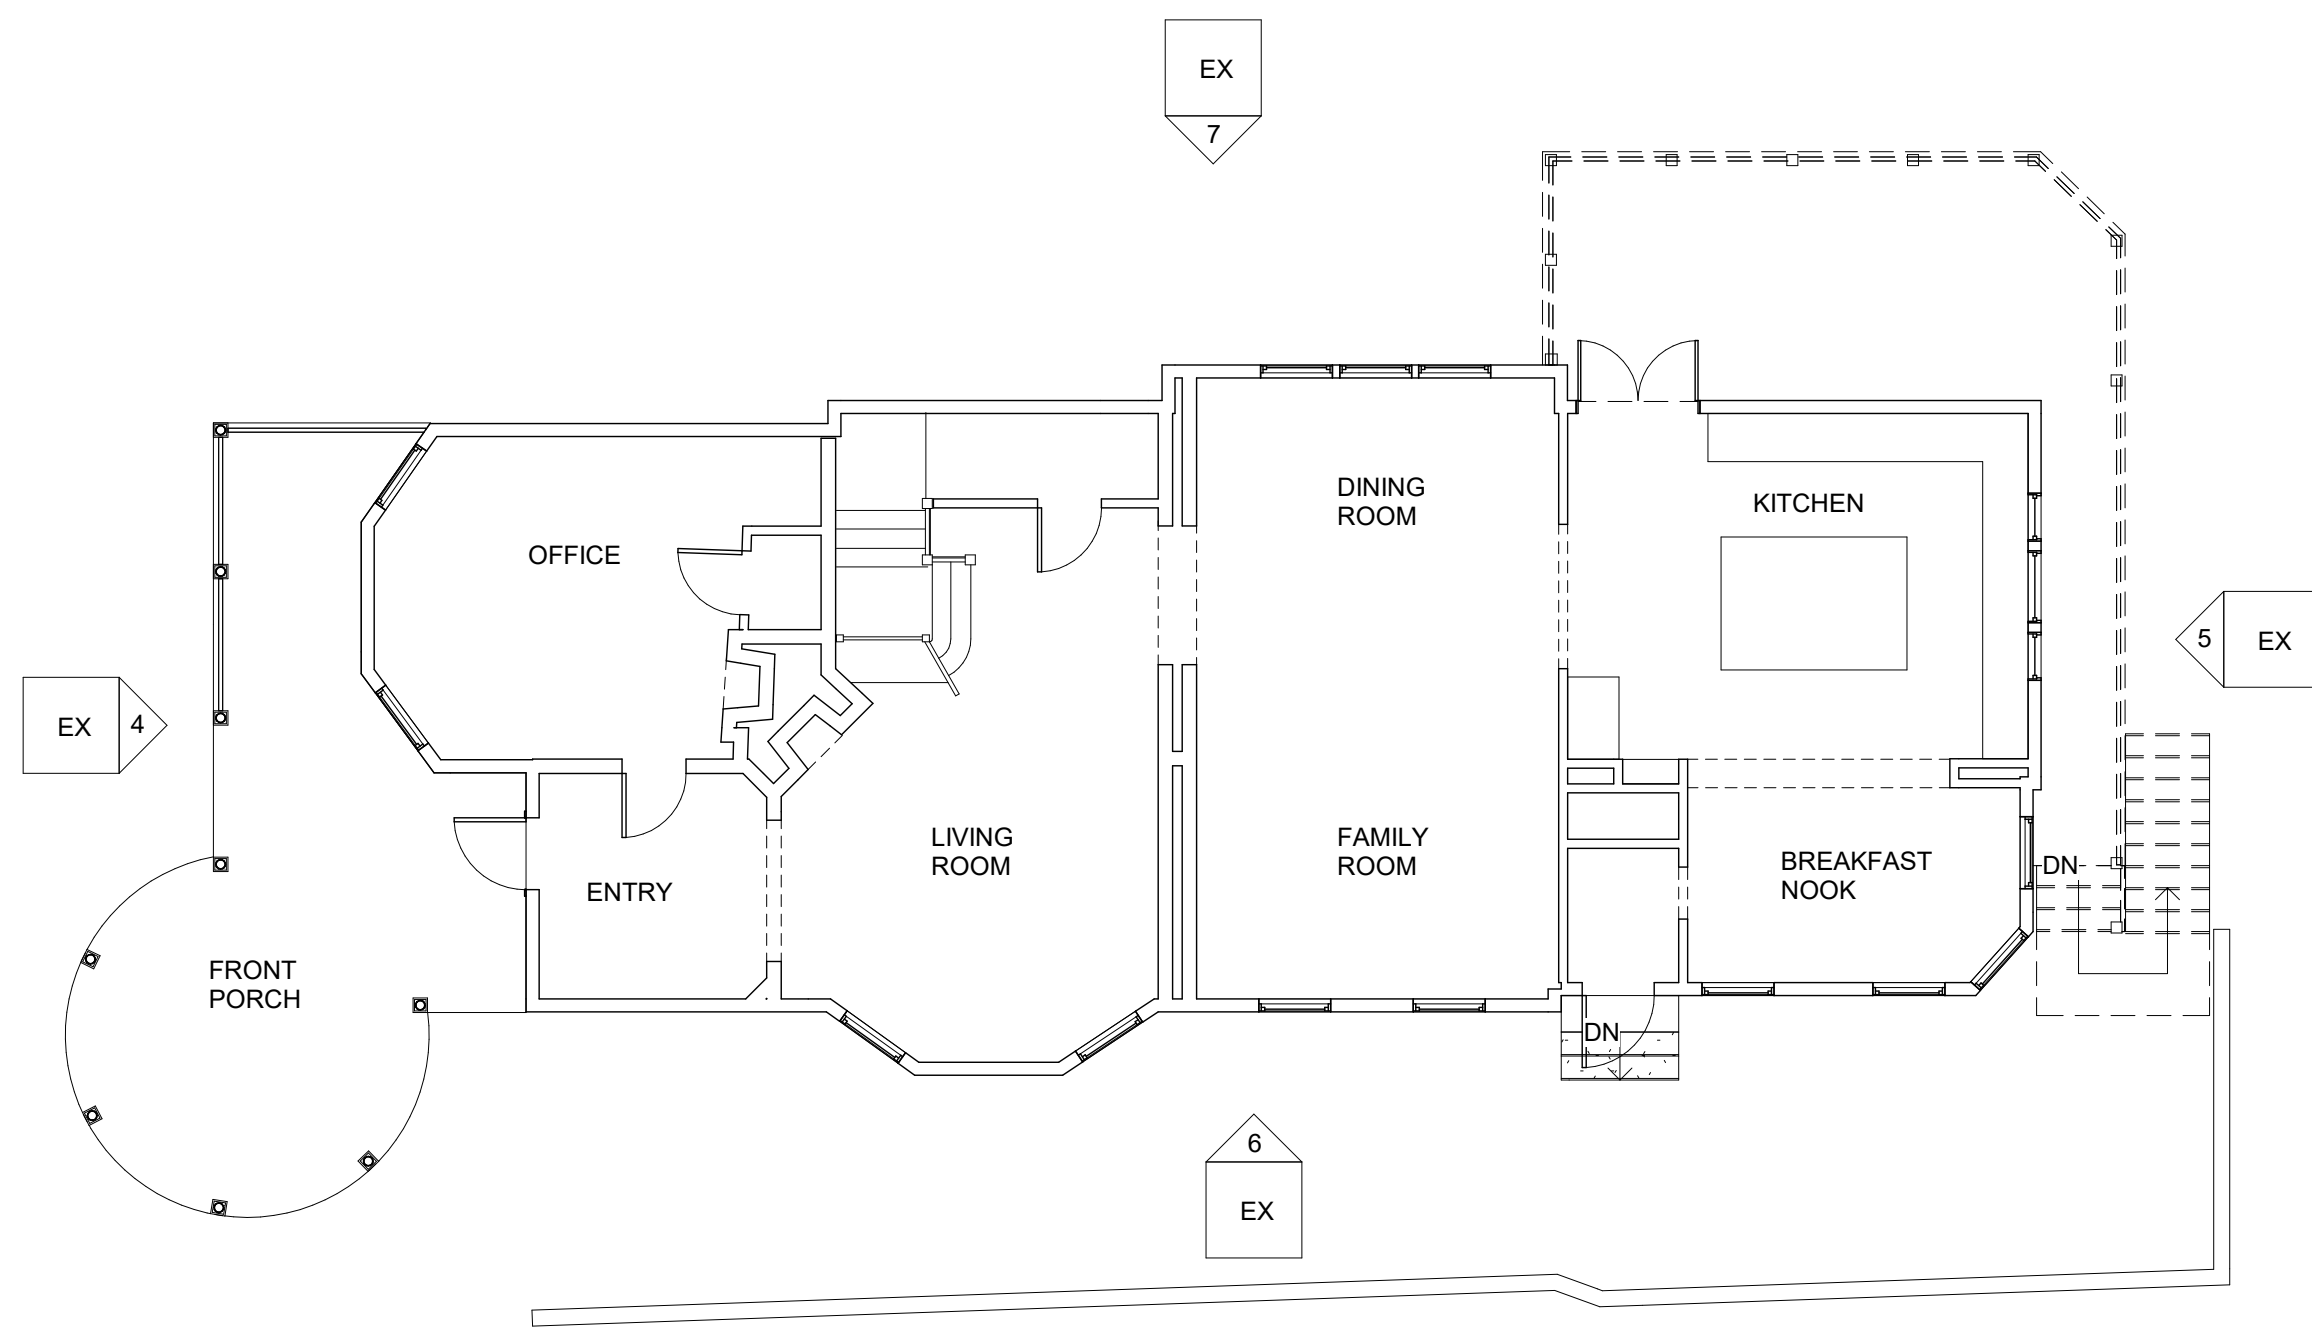 EX
7
DINING
ROOM
KITCHEN
OFFICE
5
EX
EX
4
LIVING
ROOM
FAMILY
ROOM
BREAKFAST
NOOK
DN
ENTRY
FRONT
PORCH
DN
6
EX